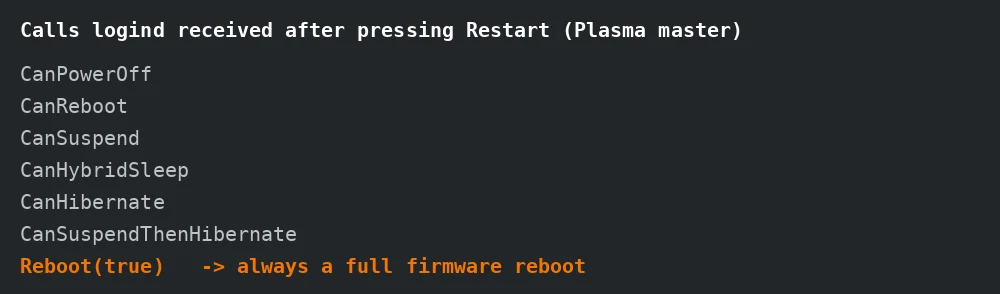 Calls logind received after pressing Restart (Plasma master)
CanPowerOff
CanReboot
CanSuspend
CanHybridSleep
CanHibernate
CanSuspendThenHibernate
Reboot(true)   -> always a full firmware reboot